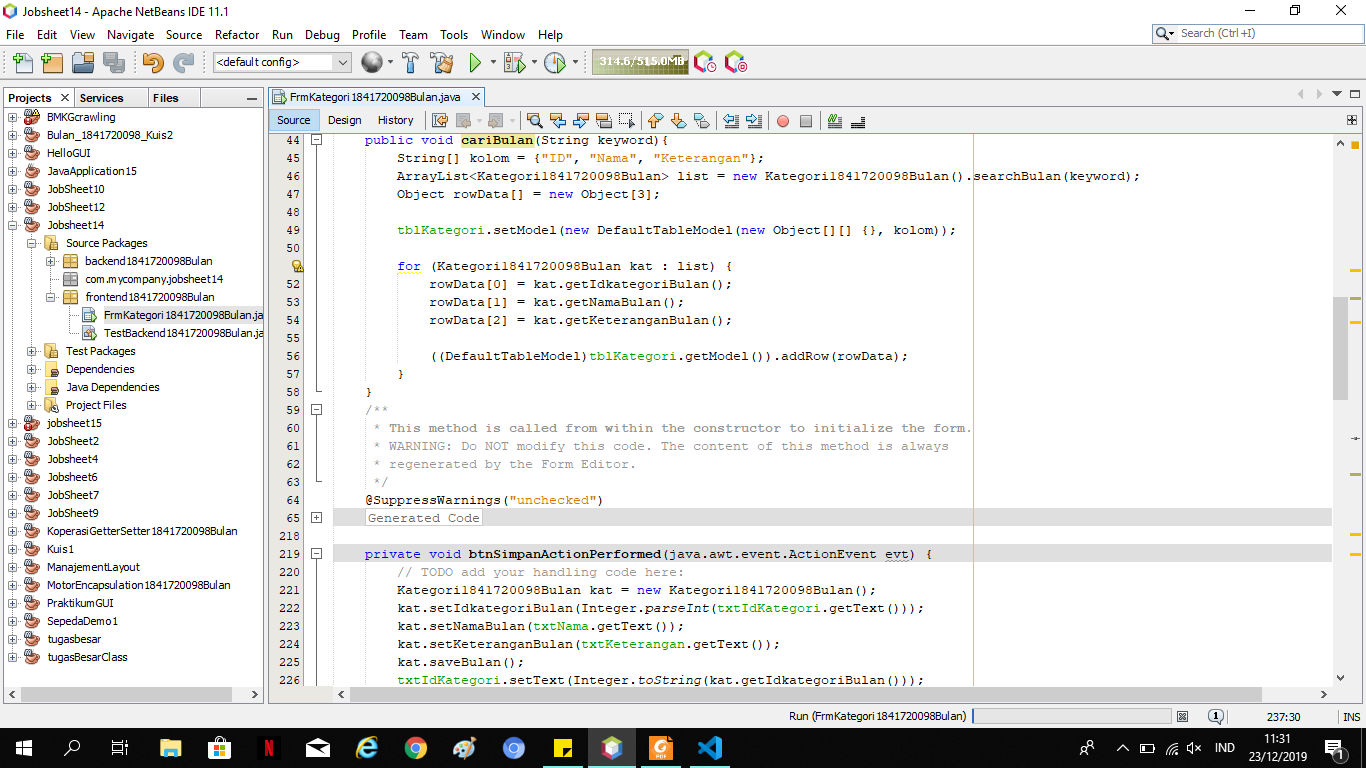 Jobsheet14 - Apache NetBeans IDE 11.1
File Edit View Navigate Source Refactor Run Debug Profile Team Tools Window Help
Search (Ctrl+I)
<default config>
314.6/515.0MB
Projects Services Files
FrmKategori1841720098Bulan.java
Source Design History
BMKGcrawling
Bulan_1841720098_Kuis2
HelloGUI
JavaApplication15
JobSheet10
JobSheet12
Jobsheet14
Source Packages
backend1841720098Bulan
com.mycompany.jobsheet14
frontend1841720098Bulan
FrmKategori1841720098Bulan.ja
TestBackend1841720098Bulan.ja
Test Packages
Dependencies
Java Dependencies
Project Files
jobsheet15
JobSheet2
Jobsheet4
Jobsheet6
JobSheet7
JobSheet9
KoperasiGetterSetter1841720098Bulan
Kuis1
ManajementLayout
MotorEncapsulation1841720098Bulan
PraktikumGUI
SepedaDemo1
tugasbesar
tugasBesarClass
44 public void cariBulan(String keyword){
45 String[] kolom = {"ID", "Nama", "Keterangan"};
46 ArrayList<Kategori1841720098Bulan> list = new Kategori1841720098Bulan().searchBulan(keyword);
47 Object rowData[] = new Object[3];
48
49 tblKategori.setModel(new DefaultTableModel(new Object[][] {}, kolom));
50
for (Kategori1841720098Bulan kat : list) {
52 rowData[0] = kat.getIdkategoriBulan();
53 rowData[1] = kat.getNamaBulan();
54 rowData[2] = kat.getKeteranganBulan();
55
56 ((DefaultTableModel)tblKategori.getModel()).addRow(rowData);
57 }
58 }
59 /**
60 * This method is called from within the constructor to initialize the form.
61 * WARNING: Do NOT modify this code. The content of this method is always
62 * regenerated by the Form Editor.
63 */
64 @SuppressWarnings("unchecked")
65 Generated Code
218
219 private void btnSimpanActionPerformed(java.awt.event.ActionEvent evt) {
220 // TODO add your handling code here:
221 Kategori1841720098Bulan kat = new Kategori1841720098Bulan();
222 kat.setIdkategoriBulan(Integer.parseInt(txtIdKategori.getText()));
223 kat.setNamaBulan(txtNama.getText());
224 kat.setKeteranganBulan(txtKeterangan.getText());
225 kat.saveBulan();
226 txtIdKategori.setText(Integer.toString(kat.getIdkategoriBulan()));
Run (FrmKategori1841720098Bulan)
1
237:30 INS
N
PDF
IND
11:31
23/12/2019
1